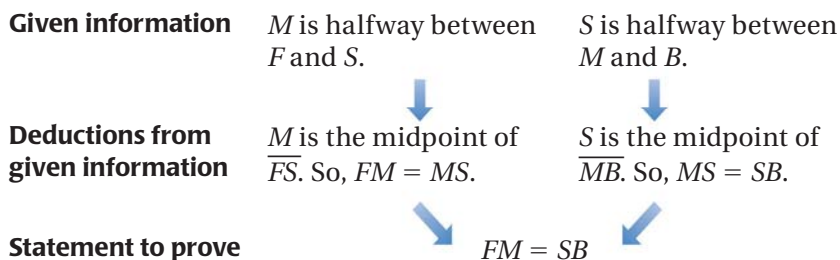 Given information M is halfway between S is halfway between
F and S. M and B.
Deductions from M is the midpoint of S is the midpoint of
given information FS. So, FM = MS. MB. So, MS = SB.
Statement to prove FM = SB